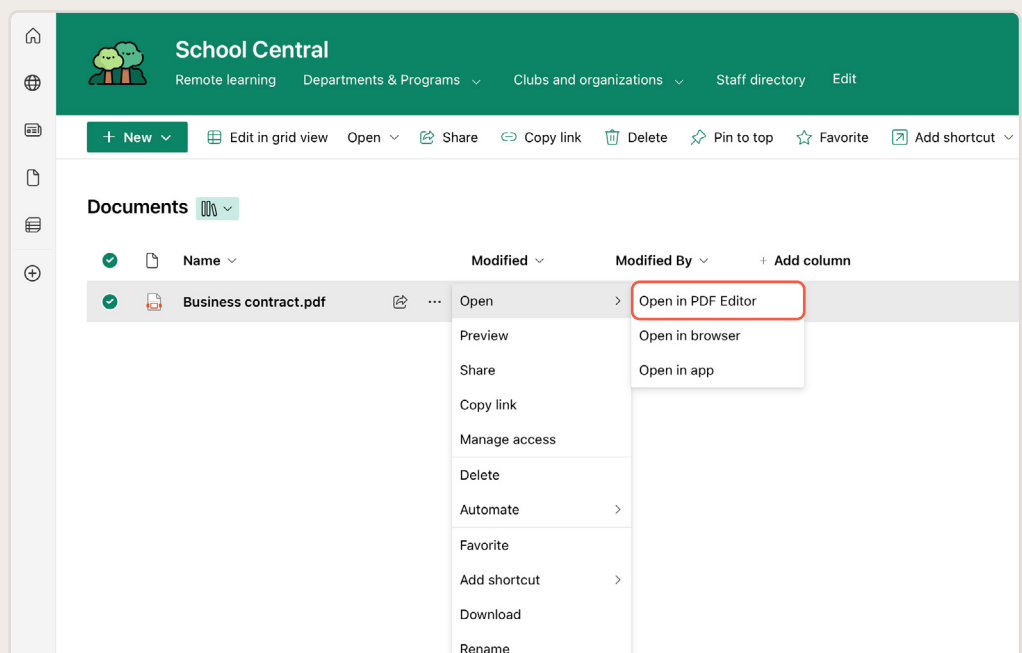 School Central
Remote learning Departments & Programs Clubs and organizations Staff directory Edit
+ New Edit in grid view Open Share Copy link Delete Pin to top Favorite Add shortcut
Documents
Name Modified Modified By + Add column
Business contract.pdf ... Open Open in PDF Editor
Preview Open in browser
Share Open in app
Copy link
Manage access
Delete
Automate
Favorite
Add shortcut
Download
Rename